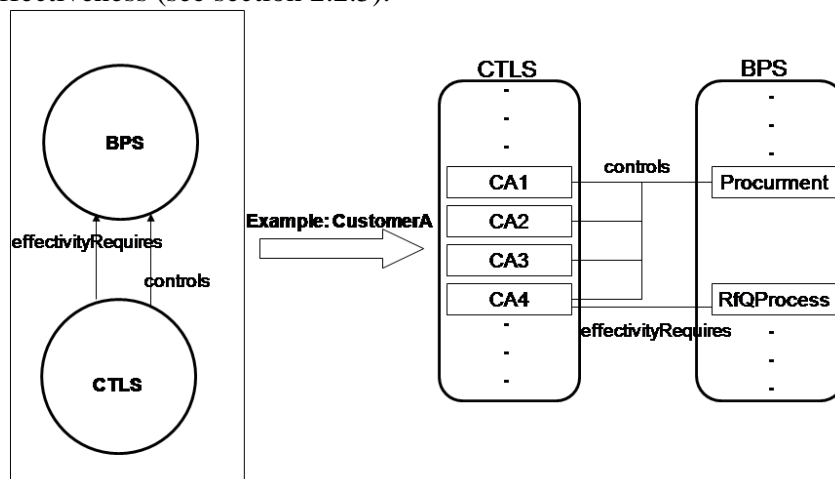 ffectiveness (see section 2.2.3).
BPS
effectivityRequires
controls
CTLS
Example: CustomerA
CTLS
BPS
CA1
controls
Procurment
CA2
CA3
CA4
RfQProcess
effectivityRequires